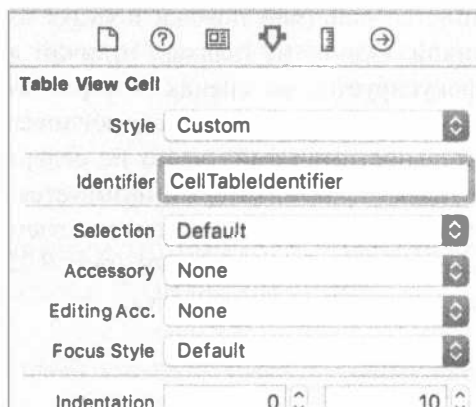 Table View Cell
Style Custom
Identifier CellTableIdentifier
Selection Default
Accessory None
Editing Acc. None
Focus Style Default
Indentation 0 10